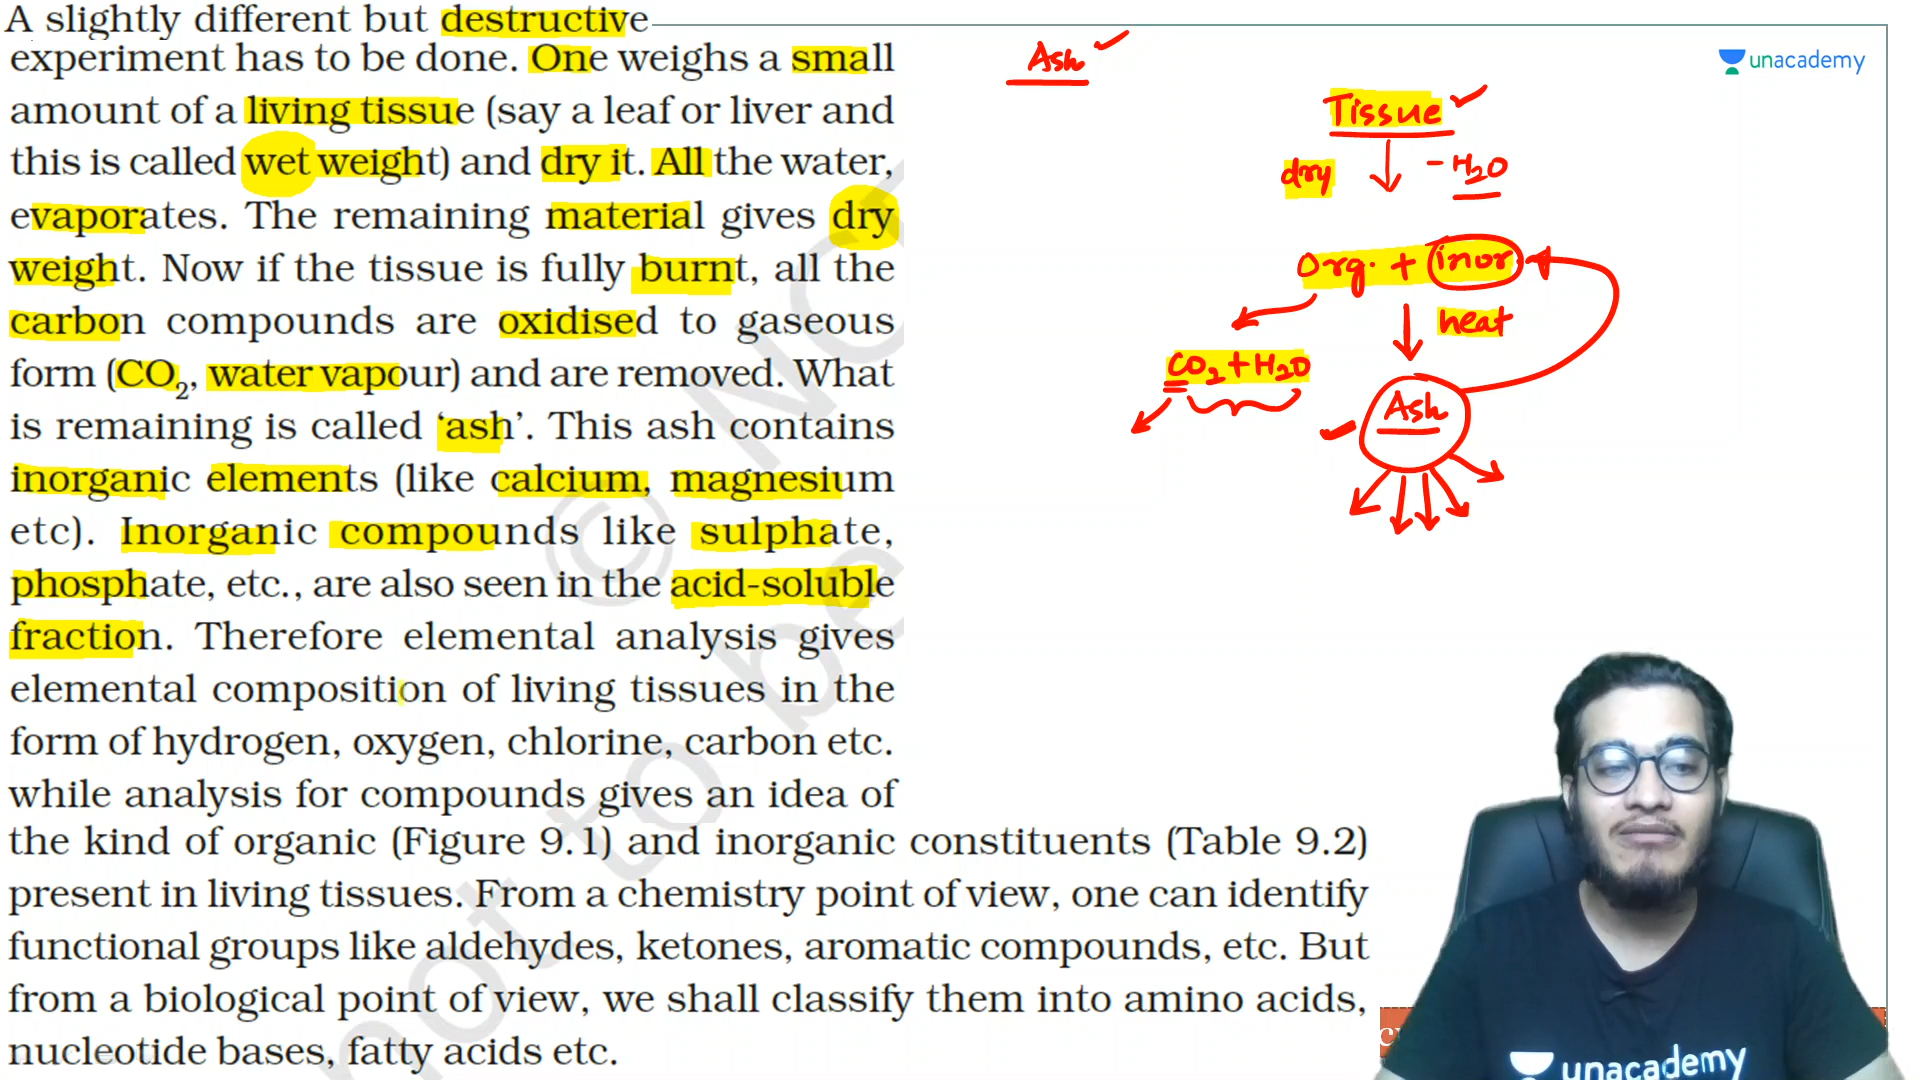 A slightly different but destructive
experiment has to be done. One weighs a small
amount of a living tissue (say a leaf or liver and
this is called wet weight) and dry it. All the water,
evaporates. The remaining material gives dry
weight. Now if the tissue is fully burnt, all the
carbon compounds are oxidised to gaseous
form (CO₂, water vapour) and are removed. What
is remaining is called ‘ash’. This ash contains
inorganic elements (like calcium, magnesium
etc). Inorganic compounds like sulphate,
phosphate, etc., are also seen in the acid-soluble
fraction. Therefore elemental analysis gives
elemental composition of living tissues in the
form of hydrogen, oxygen, chlorine, carbon etc.
while analysis for compounds gives an idea of
the kind of organic (Figure 9.1) and inorganic constituents (Table 9.2)
present in living tissues. From a chemistry point of view, one can identify
functional groups like aldehydes, ketones, aromatic compounds, etc. But
from a biological point of view, we shall classify them into amino acids,
nucleotide bases, fatty acids etc.
Ash
unacademy
Tissue
dry -H₂O
Org. + inor
heat
CO₂+H₂O
Ash
© NC
not to be
unacademy